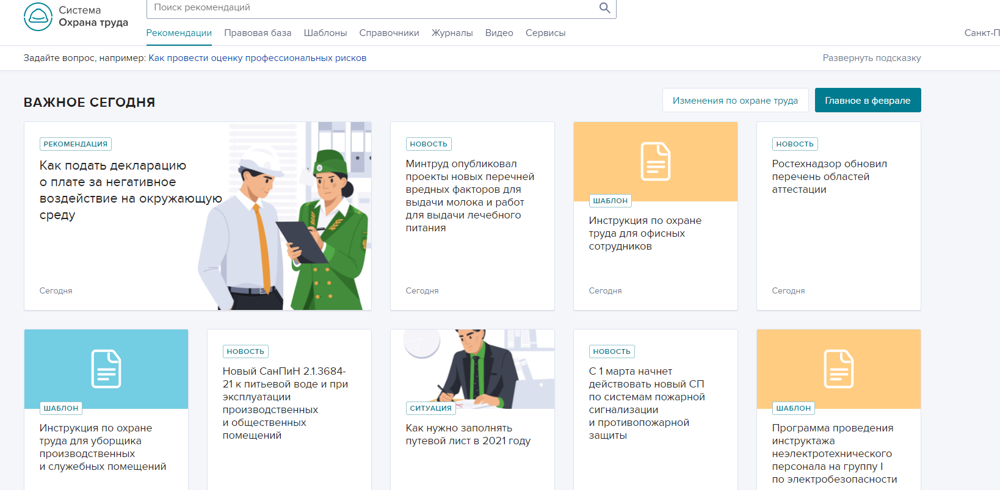 Система
Охрана труда
Поиск рекомендаций
Рекомендации Правовая база Шаблоны Справочники Журналы Видео Сервисы
Санкт-П
Задайте вопрос, например: Как провести оценку профессиональных рисков
Развернуть подсказку
ВАЖНОЕ СЕГОДНЯ
Изменения по охране труда
Главное в феврале
РЕКОМЕНДАЦИЯ
Как подать декларацию
о плате за негативное
воздействие на окружающую
среду
Сегодня
НОВОСТЬ
Минтруд опубликовал
проекты новых перечней
вредных факторов для
выдачи молока и работ
для выдачи лечебного
питания
Сегодня
ШАБЛОН
Инструкция по охране
труда для офисных
сотрудников
Сегодня
НОВОСТЬ
Ростехнадзор обновил
перечень областей
аттестации
Сегодня
ШАБЛОН
Инструкция по охране
труда для уборщика
производственных
и служебных помещений
НОВОСТЬ
Новый СанПиН 2.1.3684-
21 к питьевой воде и при
эксплуатации
производственных
и общественных
помещений
СИТУАЦИЯ
Как нужно заполнять
путевой лист в 2021 году
НОВОСТЬ
С 1 марта начнет
действовать новый СП
по системам пожарной
сигнализации
и противопожарной
защиты
ШАБЛОН
Программа проведения
инструктажа
неэлектротехнического
персонала на группу I
по электробезопасности